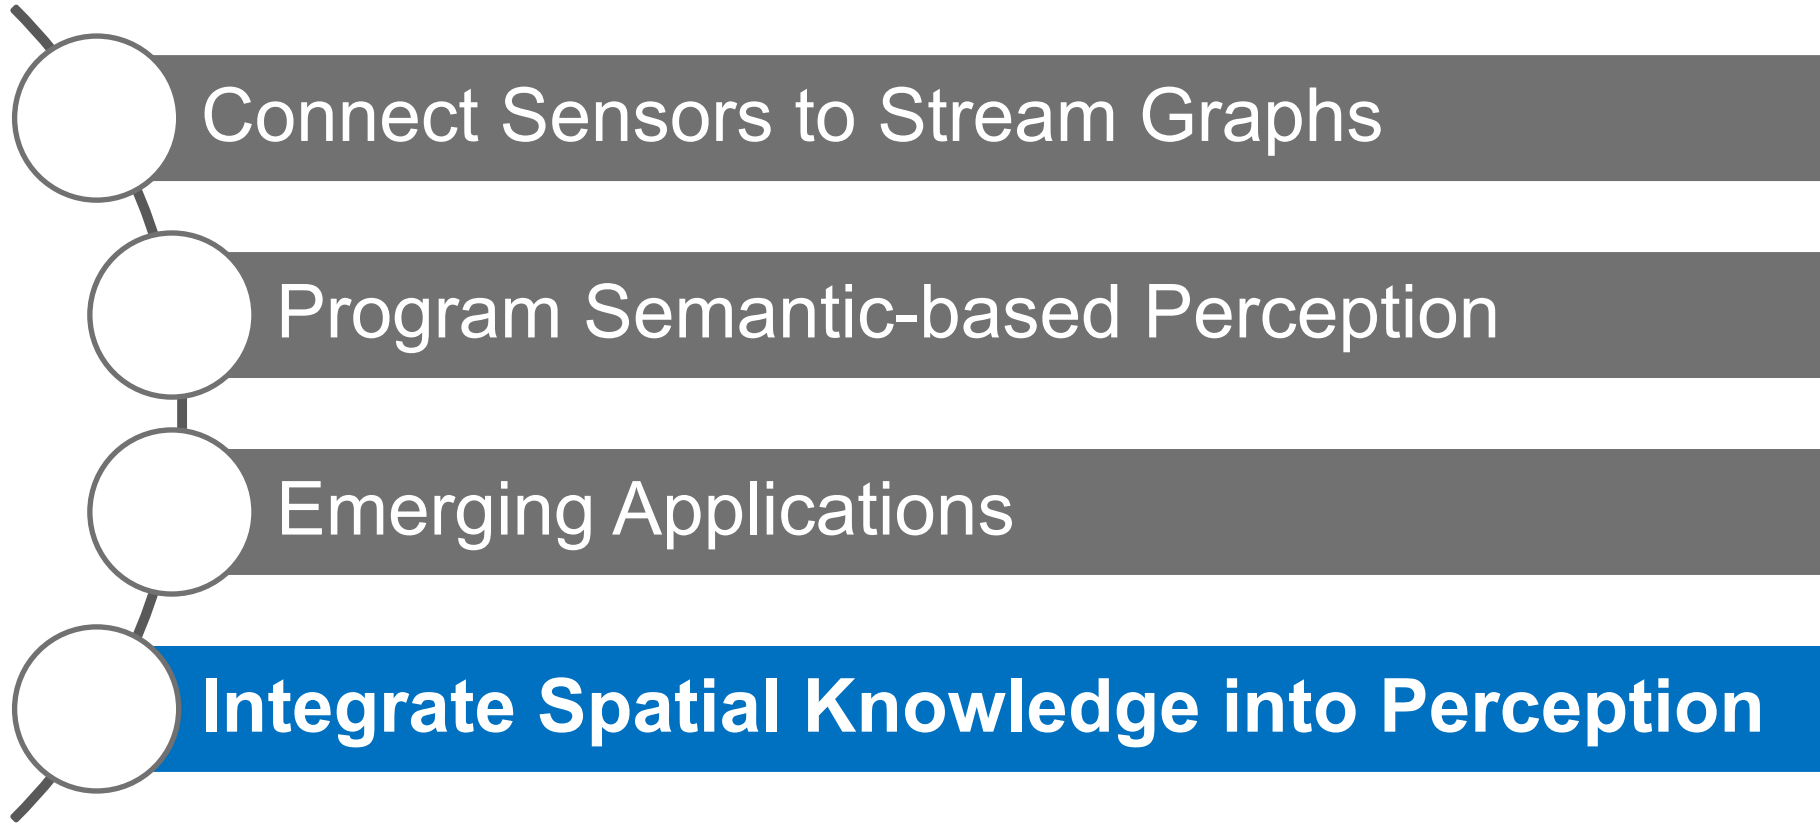 Connect Sensors to Stream Graphs
Program Semantic-based Perception
Emerging Applications
Integrate Spatial Knowledge into Perception